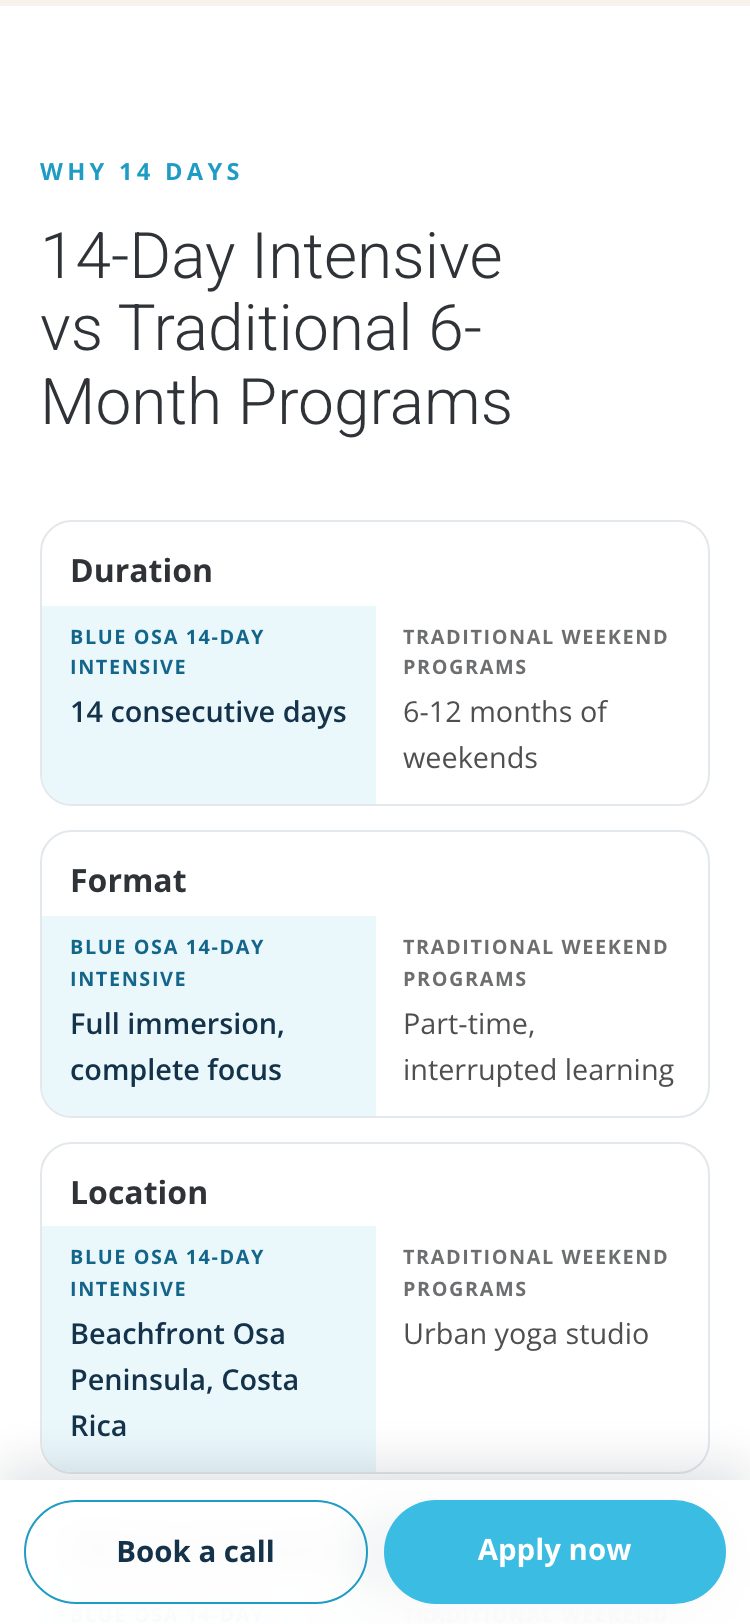 WHY 14 DAYS
14-Day Intensive
vs Traditional 6-
Month Programs
Duration
BLUE OSA 14-DAY
INTENSIVE
14 consecutive days
TRADITIONAL WEEKEND
PROGRAMS
6-12 months of
weekends
Format
BLUE OSA 14-DAY
INTENSIVE
Full immersion,
complete focus
TRADITIONAL WEEKEND
PROGRAMS
Part-time,
interrupted learning
Location
BLUE OSA 14-DAY
INTENSIVE
Beachfront Osa
Peninsula, Costa
Rica
TRADITIONAL WEEKEND
PROGRAMS
Urban yoga studio
Book a call
Apply now